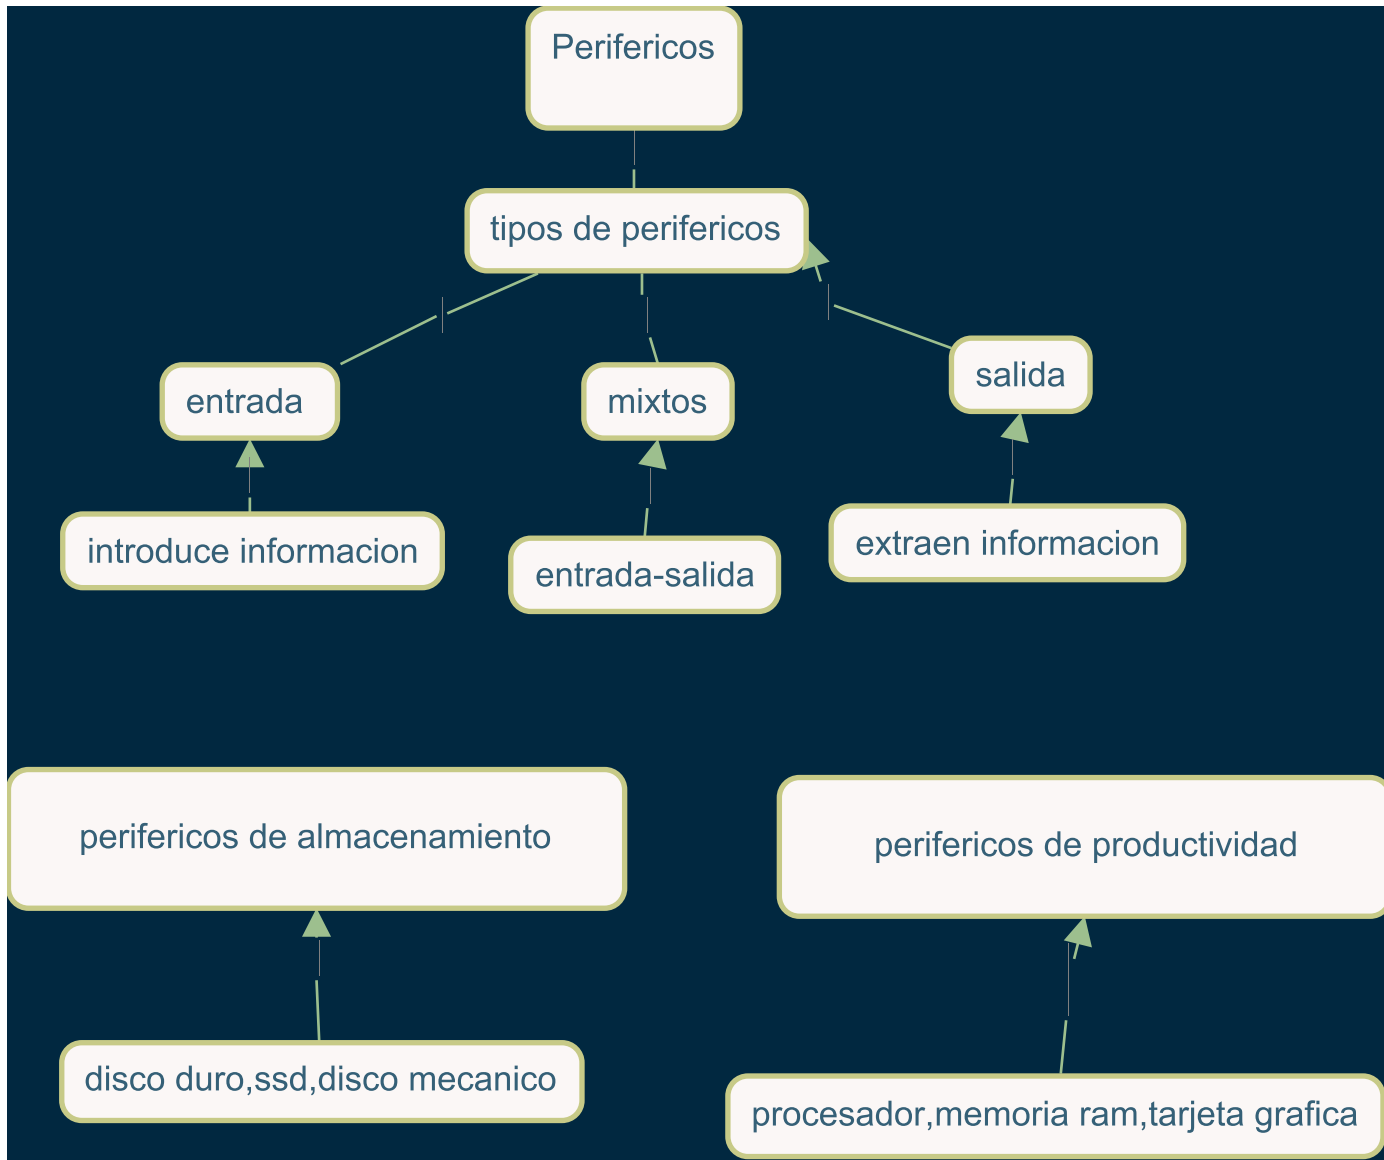 Perifericos
tipos de perifericos
entrada
mixtos
salida
introduce informacion
entrada-salida
extraen informacion
perifericos de almacenamiento
perifericos de productividad
disco duro,ssd,disco mecanico
procesador,memoria ram,tarjeta grafica